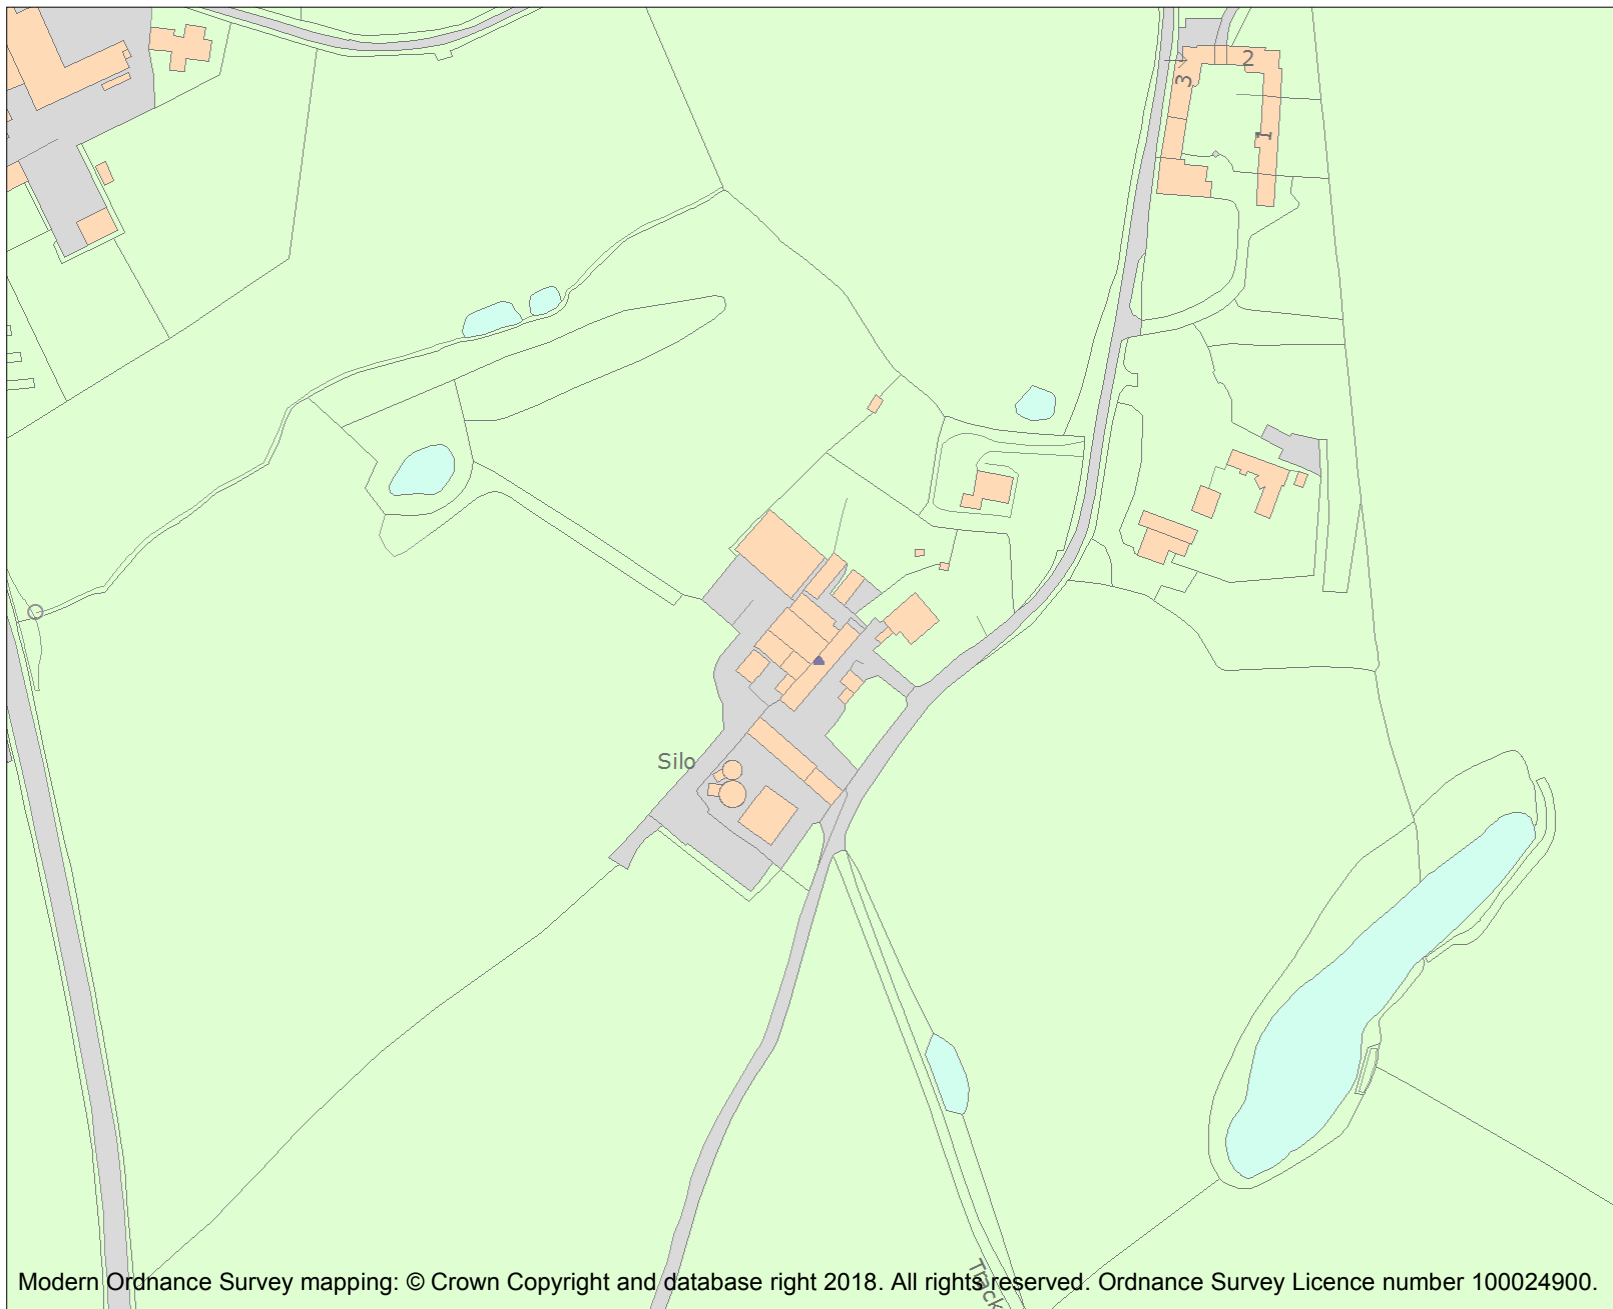 2
3
1
Silo
Track
Modern Ordnance Survey mapping: © Crown Copyright and database right 2018. All rights reserved. Ordnance Survey Licence number 100024900.